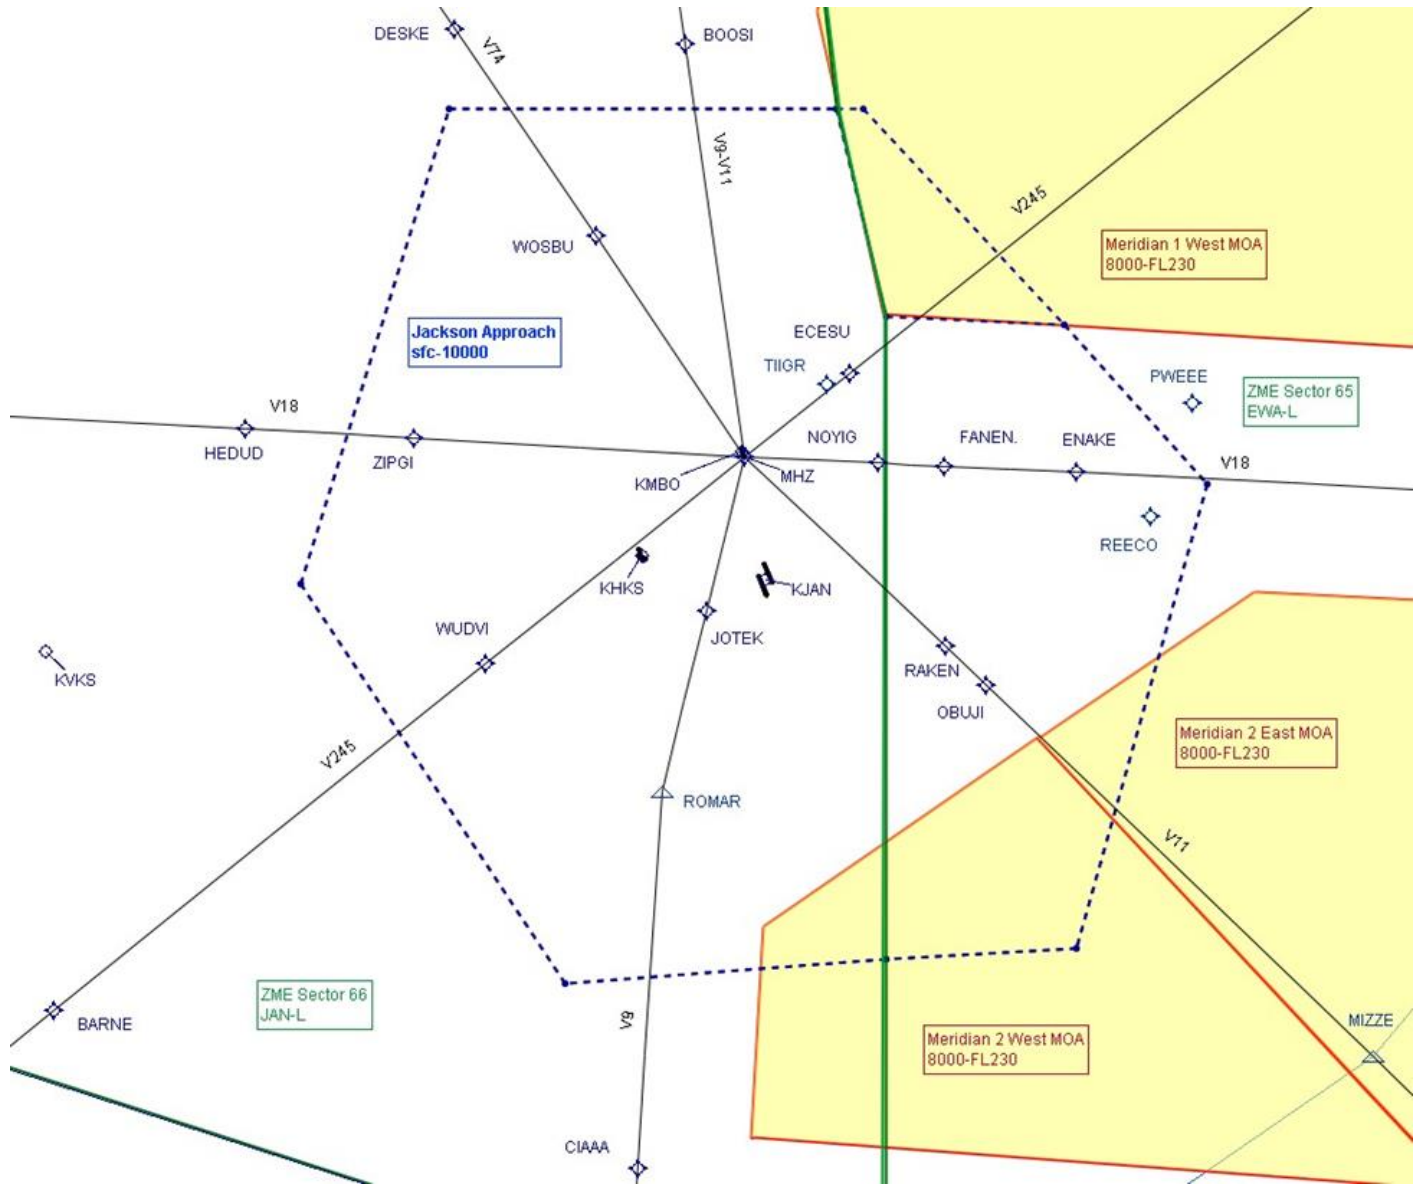 DESKE
V74
BOOSI
V9-V11
V245
WOSBU
Meridian 1 West MOA
8000-FL230
Jackson Approach
sfc-10000
ECESU
TIIGR
PWEEE
ZME Sector 65
EWA-L
V18
HEDUD
ZIPGI
NOYIG
FANEN.
ENAKE
V18
KMBO
MHZ
REECO
KHKS
KJAN
WUDVI
JOTEK
KVKS
RAKEN
OBUJI
V245
Meridian 2 East MOA
8000-FL230
ROMAR
V11
ZME Sector 66
JAN-L
BARNE
V9
Meridian 2 West MOA
8000-FL230
MIZZE
CIAAA